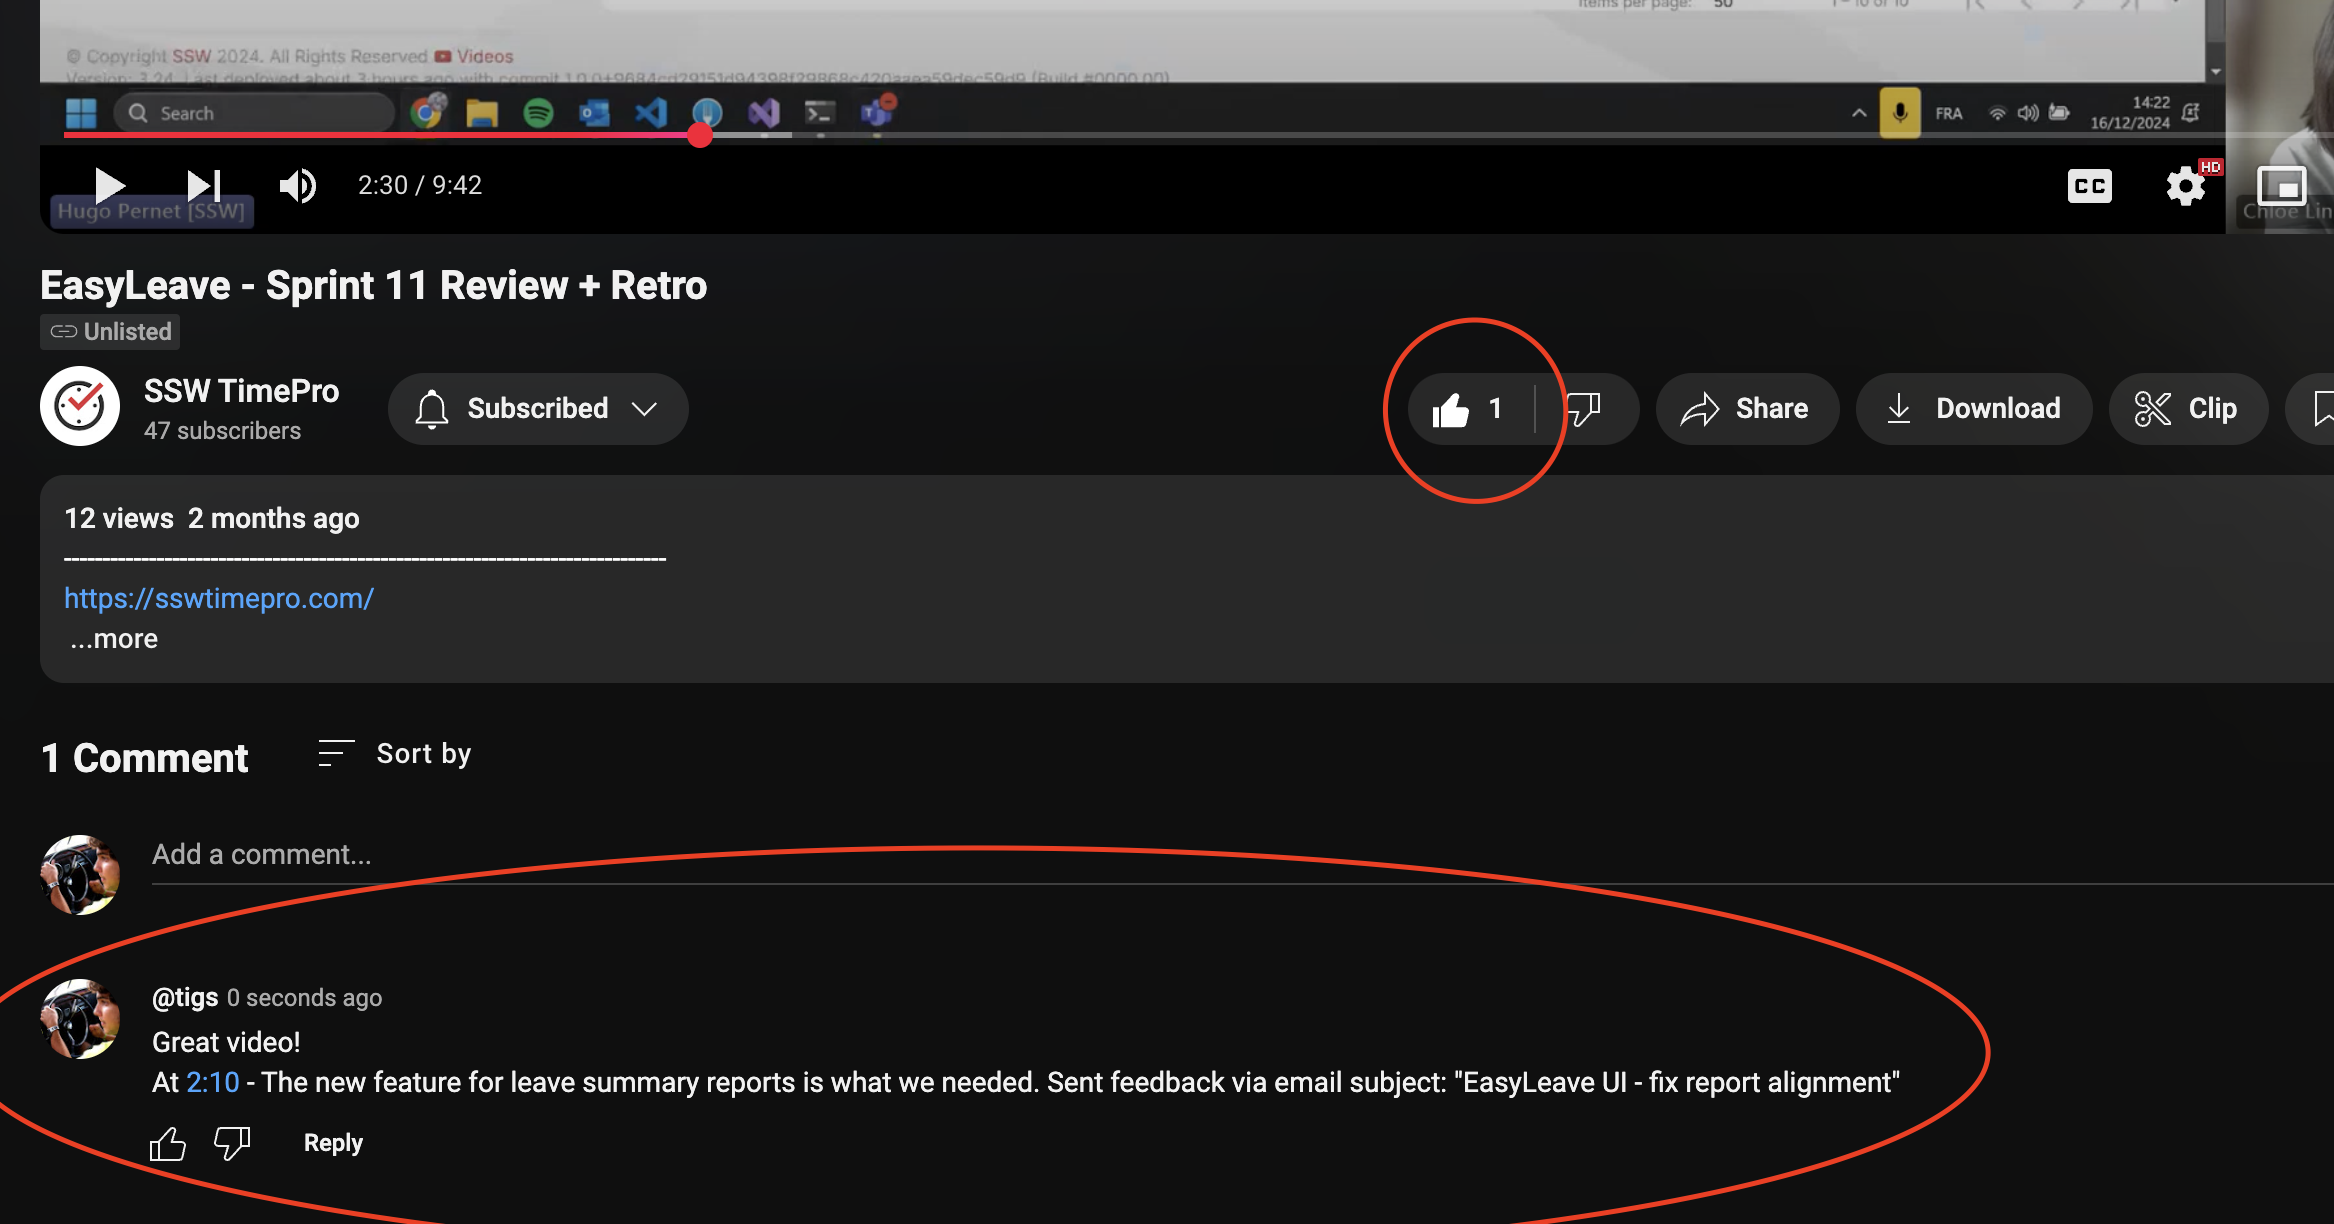 Items per page: 50 1 – 10 of 10
© Copyright SSW 2024. All Rights Reserved Videos
Version: 3.24. Last deployed about 3 hours ago with commit (Build #0000.00)
Search
FRA
14:22
16/12/2024
2:30 / 9:42
CC
HD
Hugo Pernet [SSW]
Chloe Lin
EasyLeave - Sprint 11 Review + Retro
Unlisted
SSW TimePro
47 subscribers
Subscribed
1
Share
Download
Clip
12 views 2 months ago
https://sswtimepro.com/
...more
1 Comment
Sort by
Add a comment...
@tigs 0 seconds ago
Great video!
At 2:10 - The new feature for leave summary reports is what we needed. Sent feedback via email subject: "EasyLeave UI - fix report alignment"
Reply